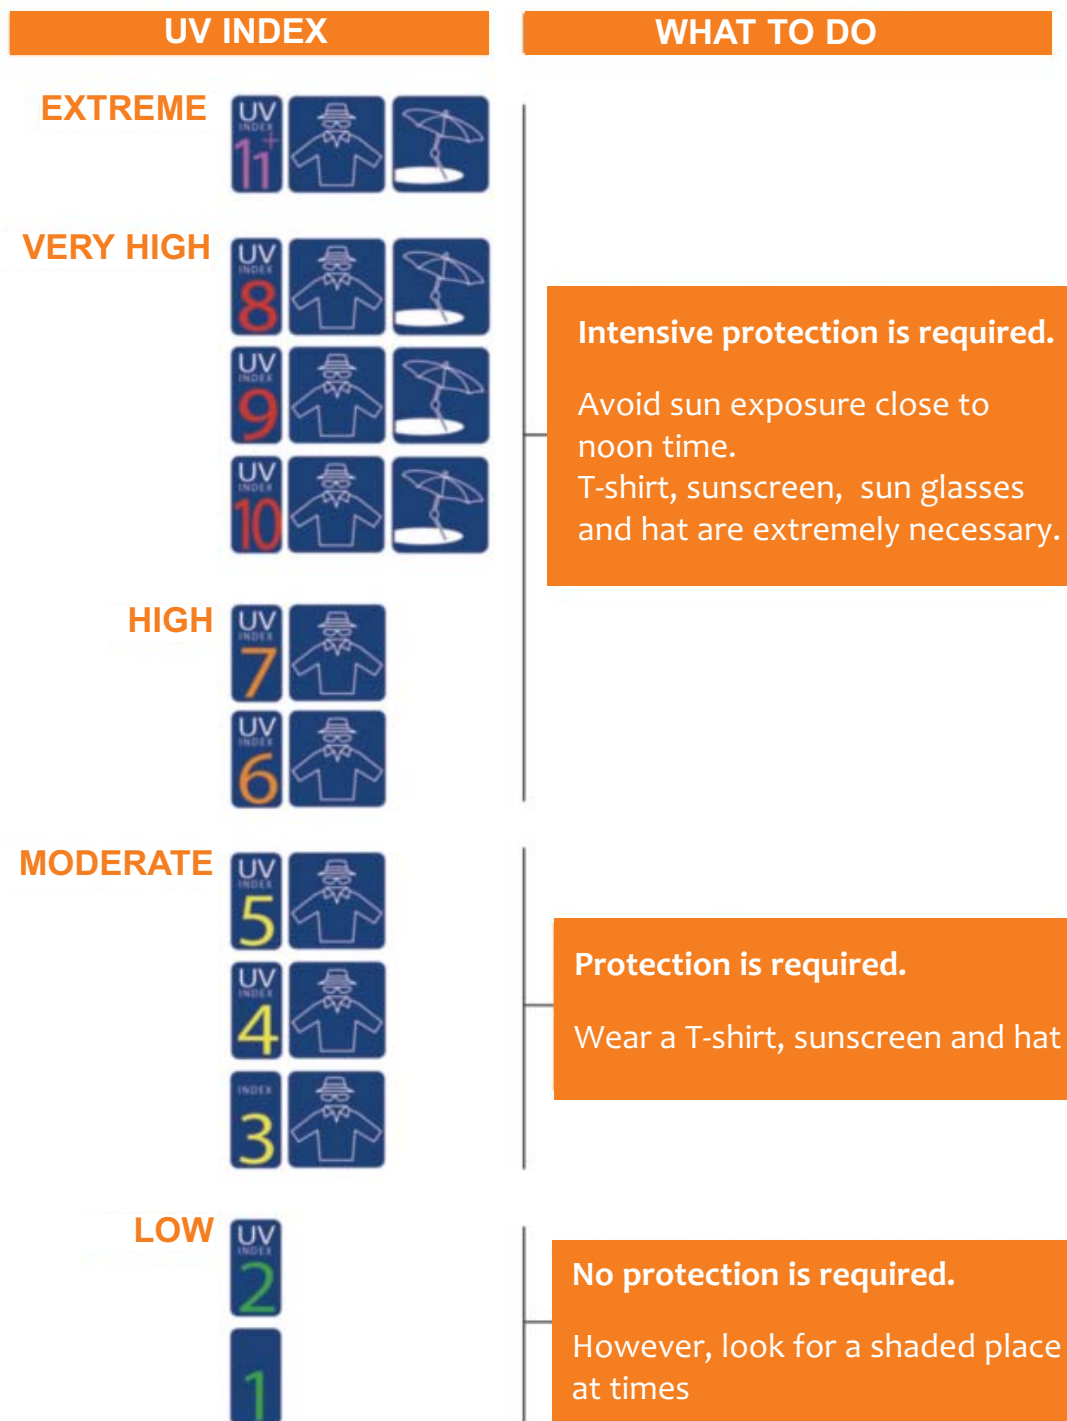 UV INDEX
WHAT TO DO
EXTREME
UV
INDEX
11+
VERY HIGH
UV
INDEX
8
UV
INDEX
9
UV
INDEX
10
Intensive protection is required.
Avoid sun exposure close to
noon time.
T-shirt, sunscreen, sun glasses
and hat are extremely necessary.
HIGH
UV
INDEX
7
UV
INDEX
6
MODERATE
UV
INDEX
5
UV
INDEX
4
INDEX
3
Protection is required.
Wear a T-shirt, sunscreen and hat
LOW
UV
INDEX
2
1
No protection is required.
However, look for a shaded place
at times